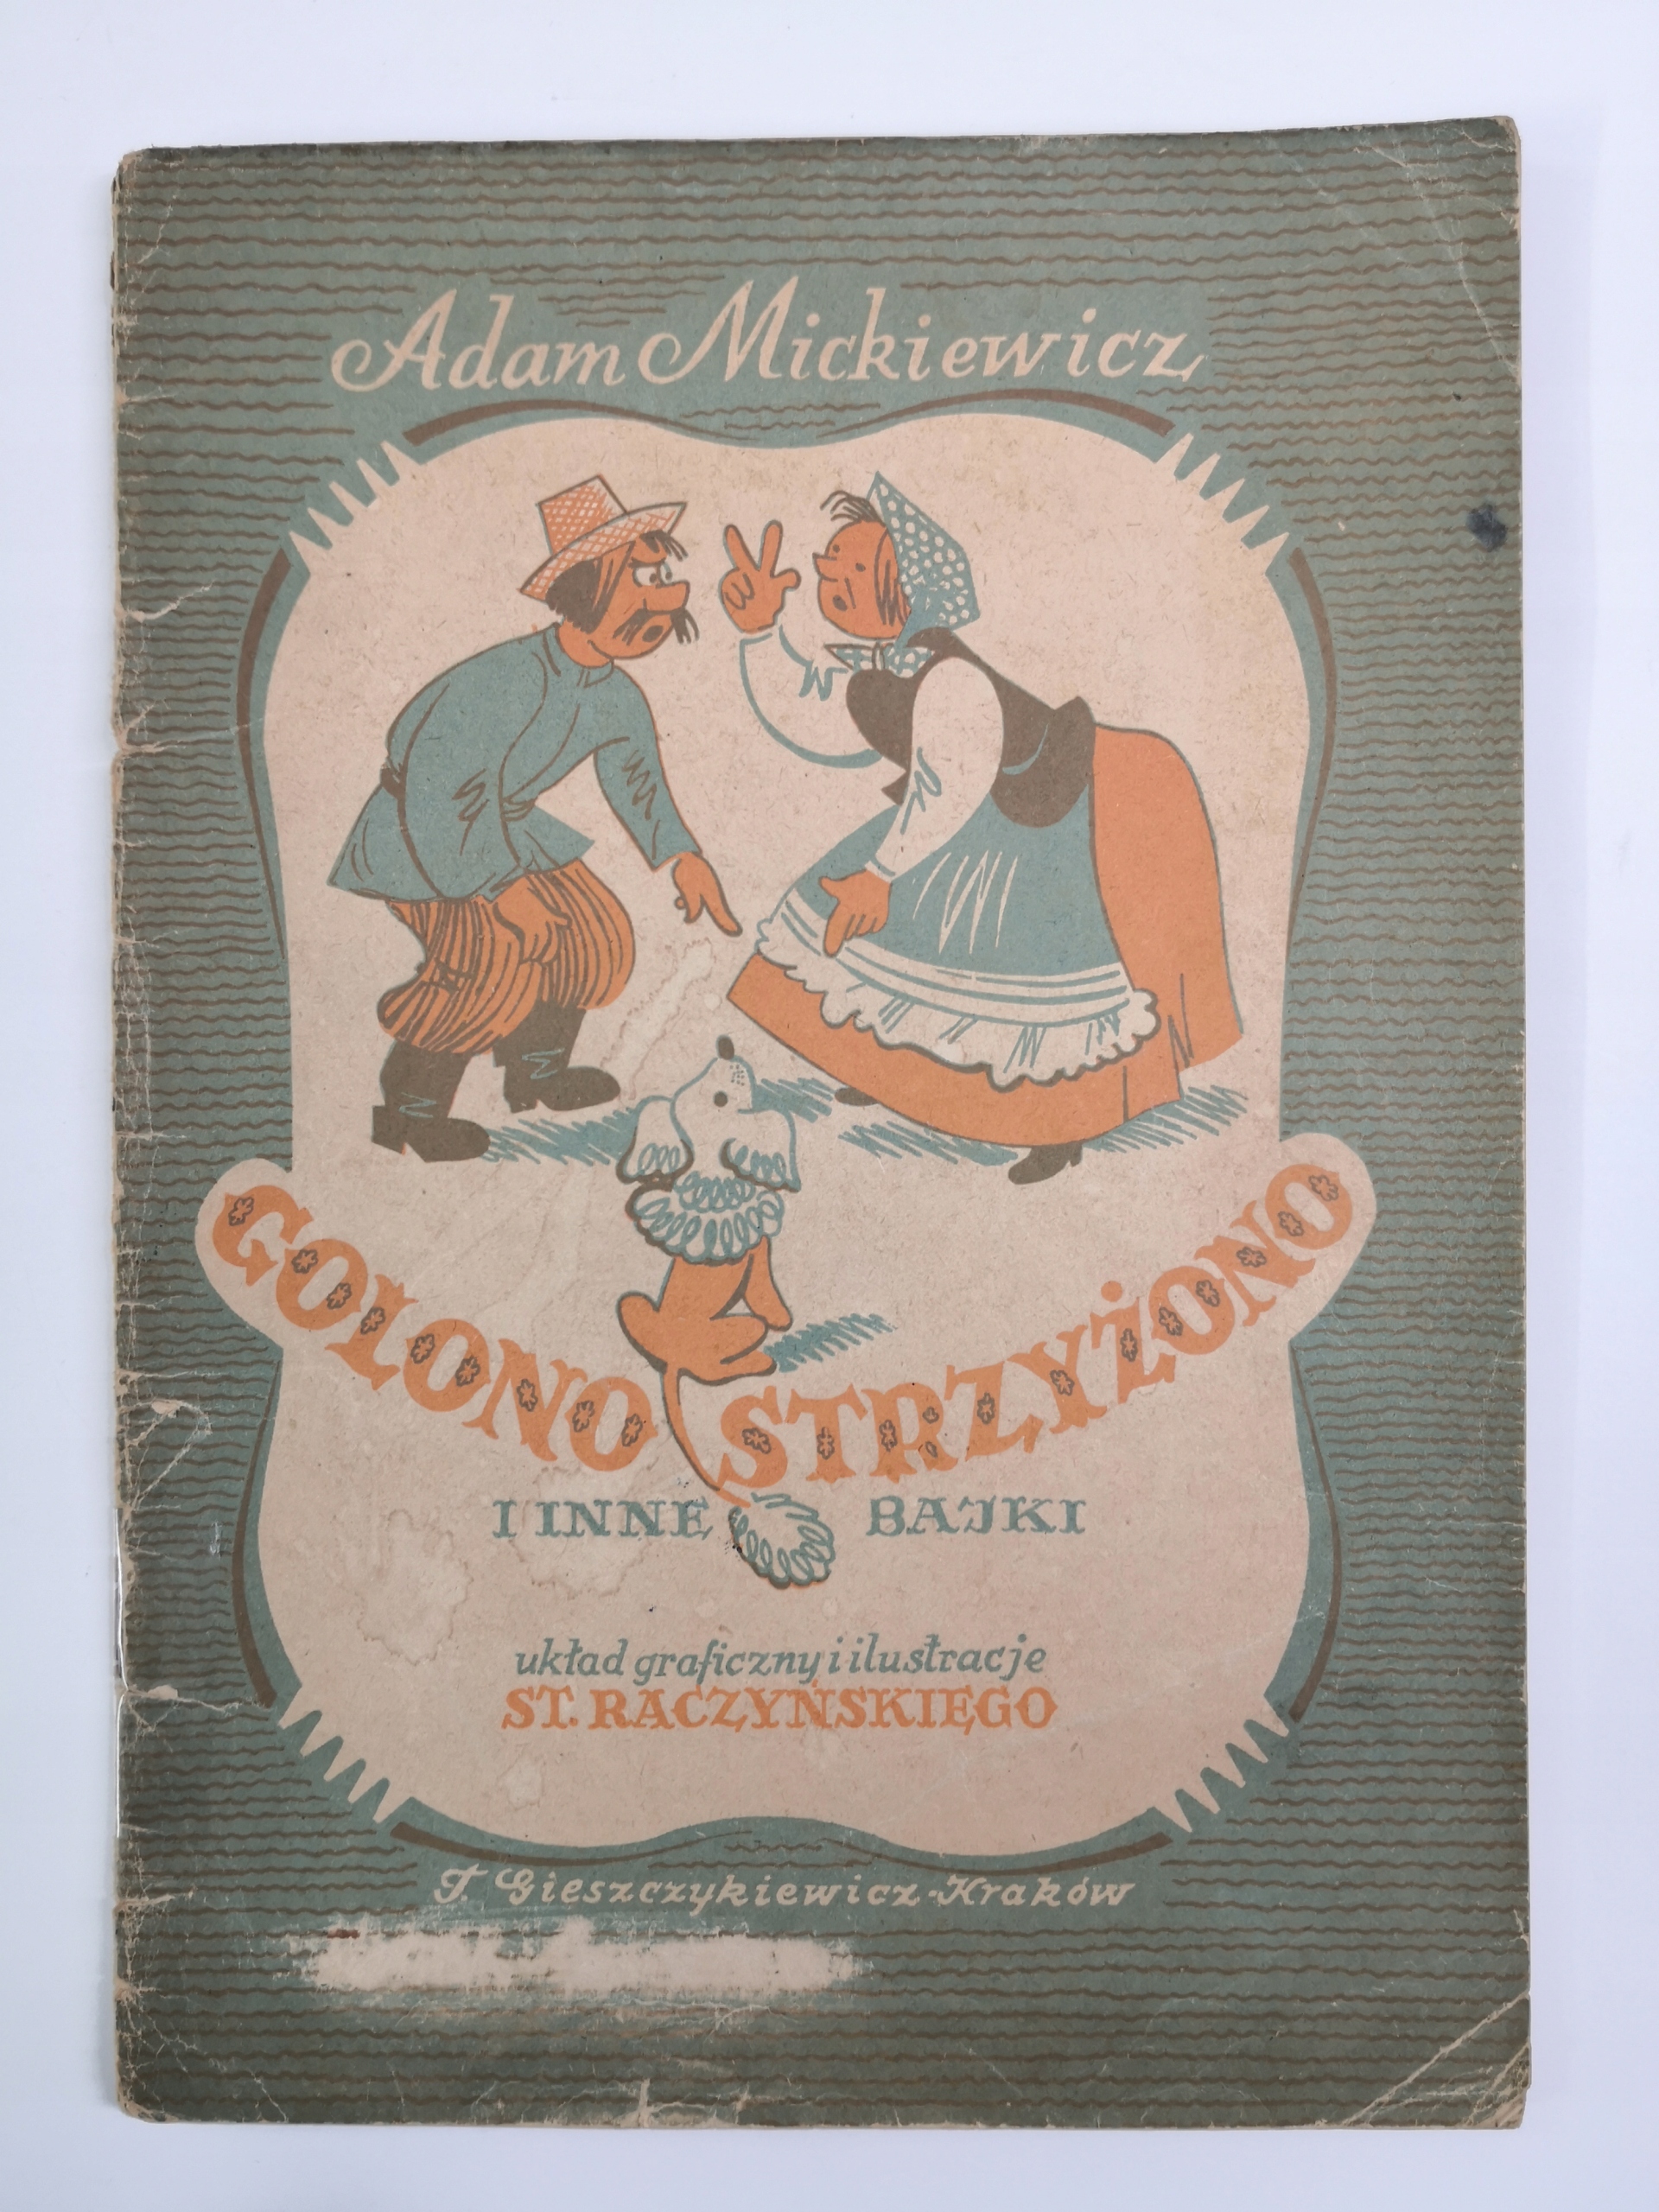 Adam Mickiewicz
GOLONO STRZYŻONO
I INNE BAJKI
układ graficzny i ilustracje
ST. RACZYŃSKIEGO
T. Gieszczykiewicz-Kraków